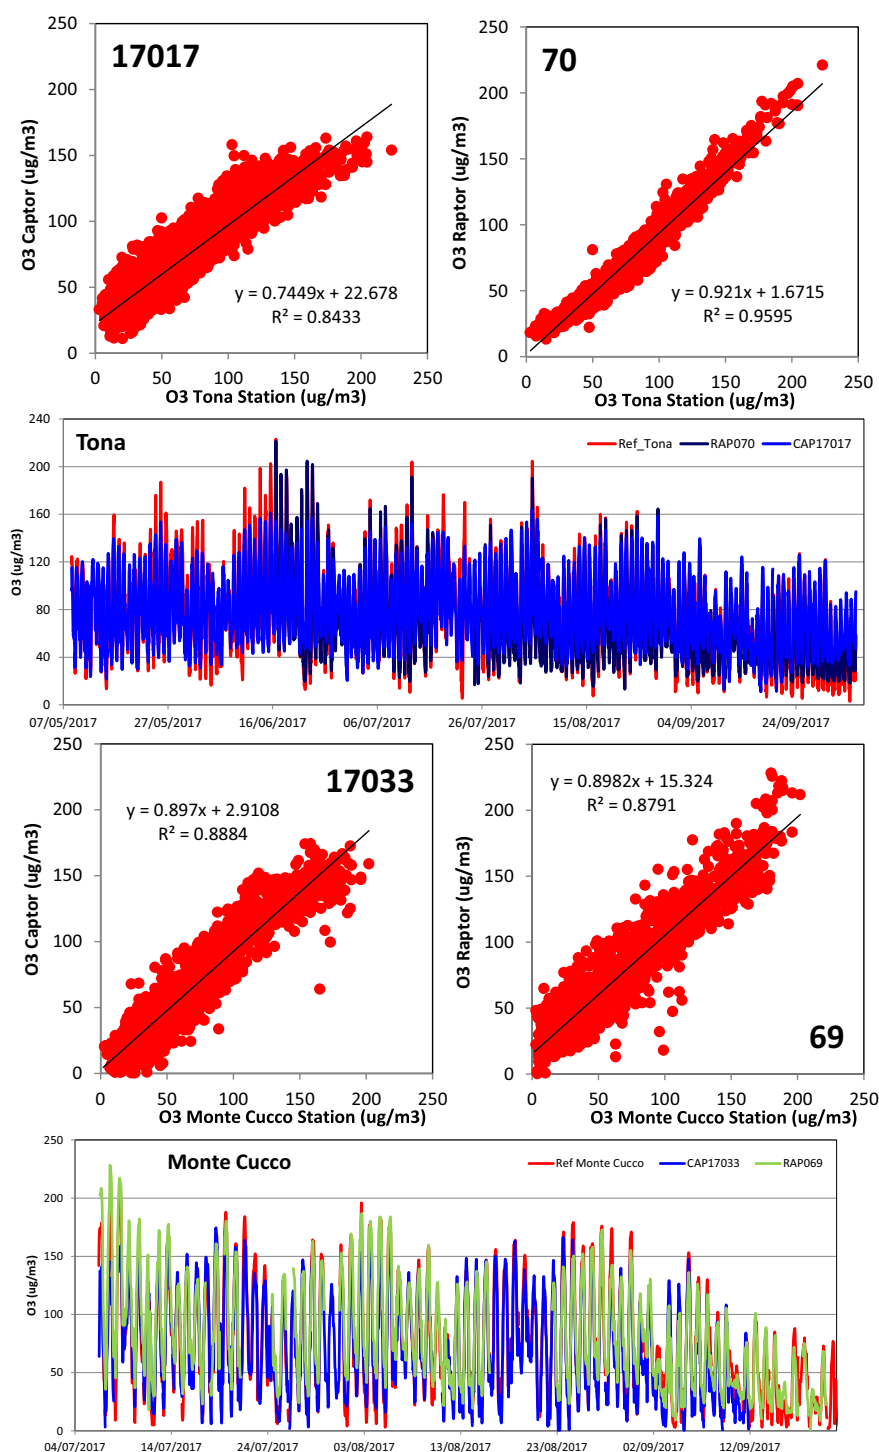 17017
O3 Captor (ug/m3)
250
200
150
100
50
0
y = 0.7449x + 22.678
R² = 0.8433
0 50 100 150 200 250
O3 Tona Station (ug/m3)
70
O3 Raptor (ug/m3)
250
200
150
100
50
0
y = 0.921x + 1.6715
R² = 0.9595
0 50 100 150 200 250
O3 Tona Station (ug/m3)
Tona
Ref_Tona RAP070 CAP17017
O3 (ug/m3)
240
200
160
120
80
40
0
07/05/2017 27/05/2017 16/06/2017 06/07/2017 26/07/2017 15/08/2017 04/09/2017 24/09/2017
17033
O3 Captor (ug/m3)
250
200
150
100
50
0
y = 0.897x + 2.9108
R² = 0.8884
0 50 100 150 200 250
O3 Monte Cucco Station (ug/m3)
O3 Raptor (ug/m3)
250
200
150
100
50
0
y = 0.8982x + 15.324
R² = 0.8791
69
0 50 100 150 200 250
O3 Monte Cucco Station (ug/m3)
Monte Cucco
Ref Monte Cucco CAP17033 RAP069
O3 (ug/m3)
250
200
150
100
50
0
04/07/2017 14/07/2017 24/07/2017 03/08/2017 13/08/2017 23/08/2017 02/09/2017 12/09/2017